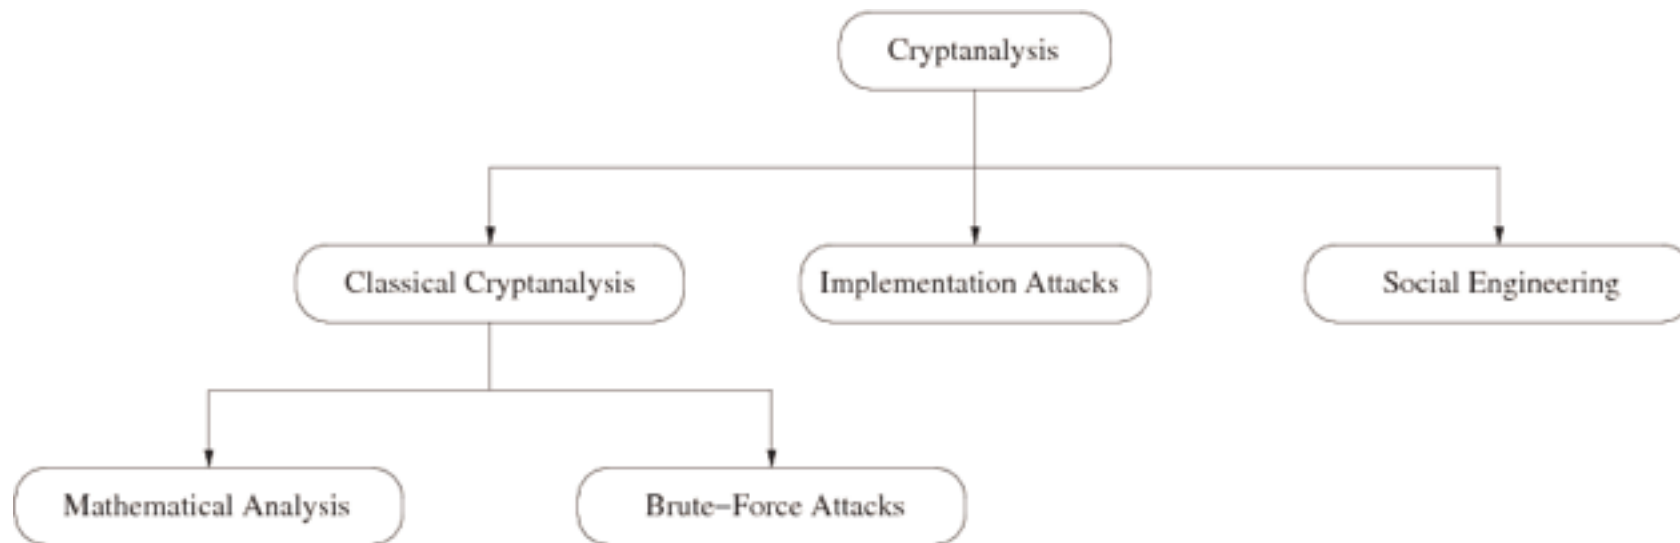 Cryptanalysis
Classical Cryptanalysis
Implementation Attacks
Social Engineering
Mathematical Analysis
Brute−Force Attacks